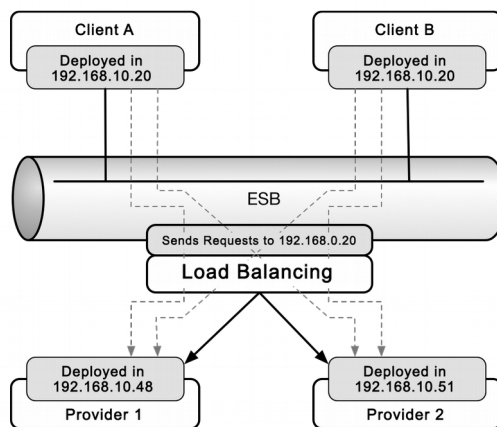 Client A
Client B
Deployed in
192.168.10.20
Deployed in
192.168.10.20
ESB
Sends Requests to 192.168.0.20
Load Balancing
Deployed in
192.168.10.48
Deployed in
192.168.10.51
Provider 1
Provider 2